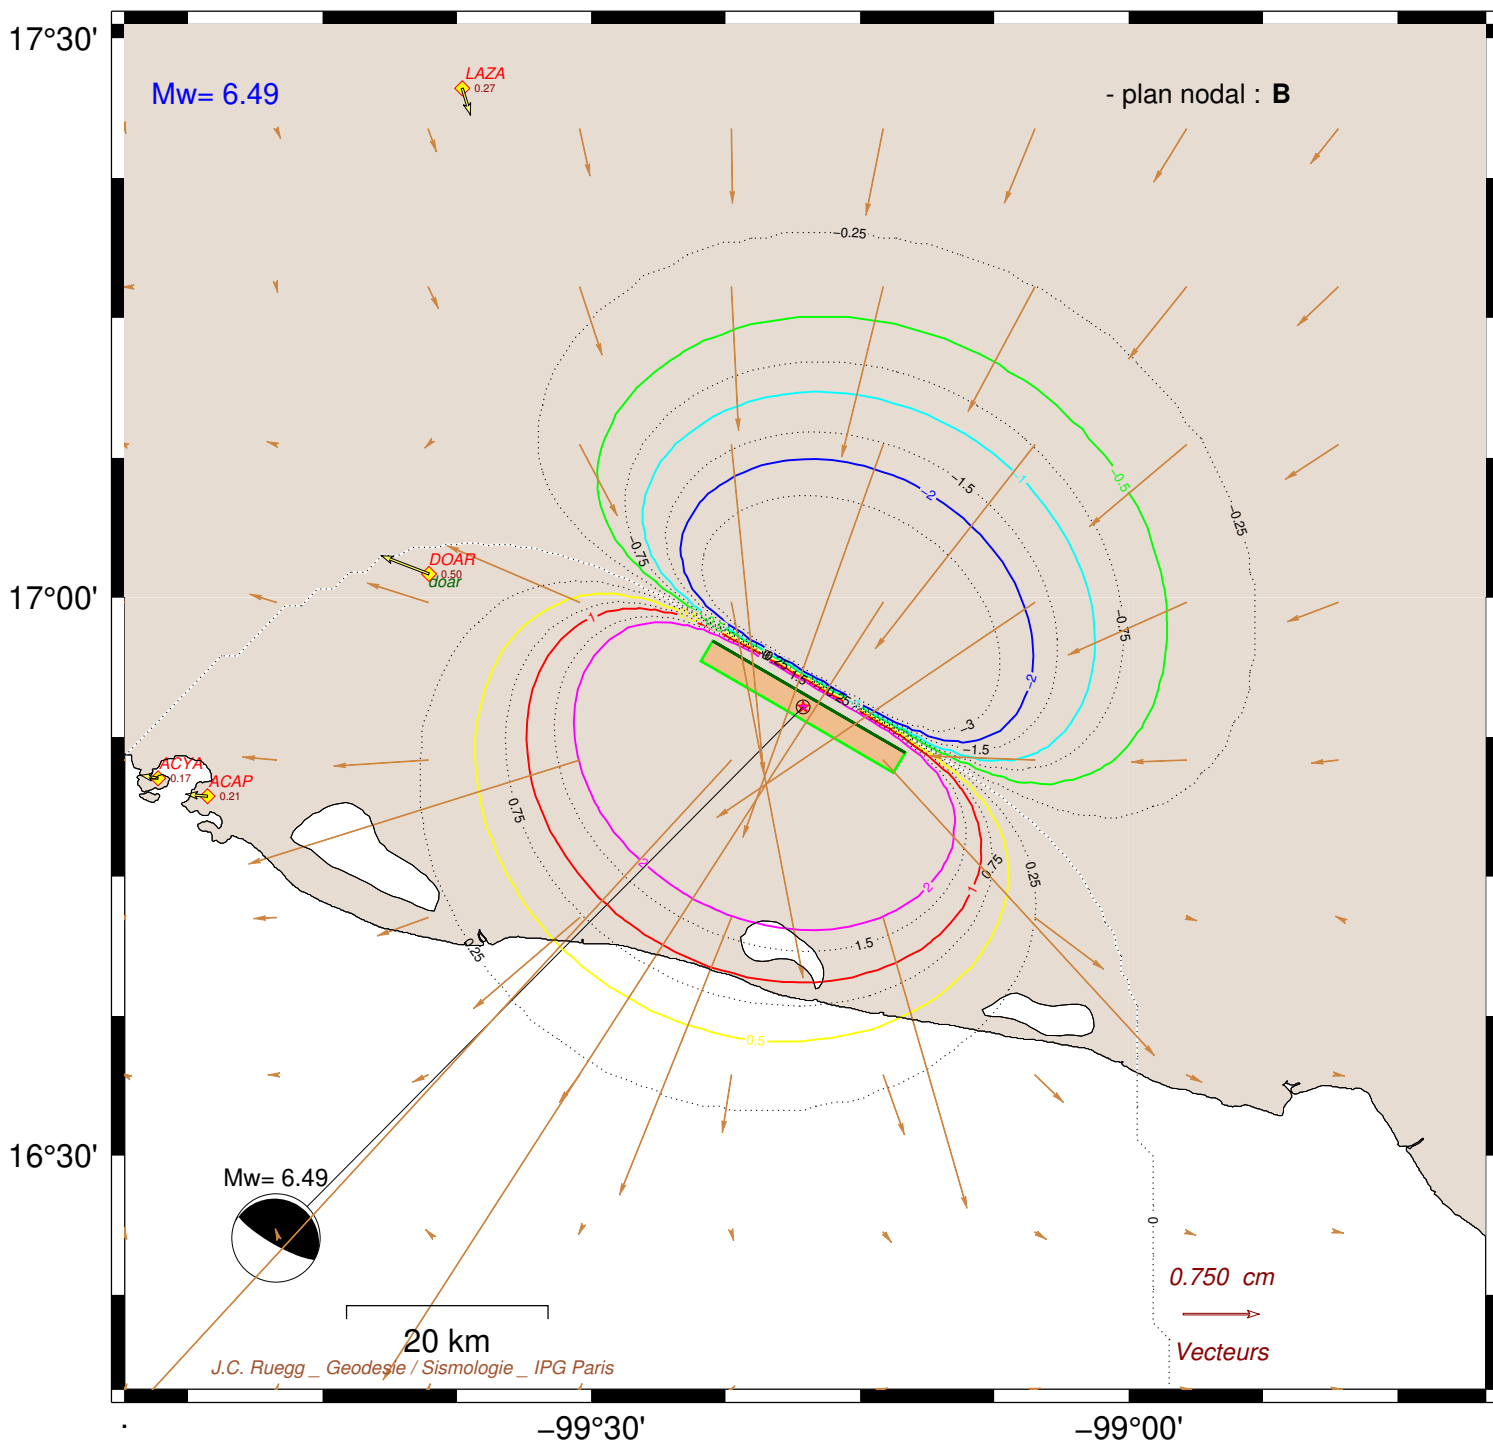 17°30'
Mw= 6.49
- plan nodal : B
LAZA
0.27
−0.25
−0.5
−1
−1.5
−2
−0.25
−0.75
DOAR
0.50
doar
17°00'
1
−0.75
−2
−3
−1.5
0.25
ACYA
0.17
ACAP
0.21
0.75
2
2
1
0.75
0.25
1.5
0.25
0.5
16°30'
Mw= 6.49
0
0.750 cm
20 km
Vecteurs
J.C. Ruegg _ Geodesie / Sismologie _ IPG Paris
−99°30'
−99°00'